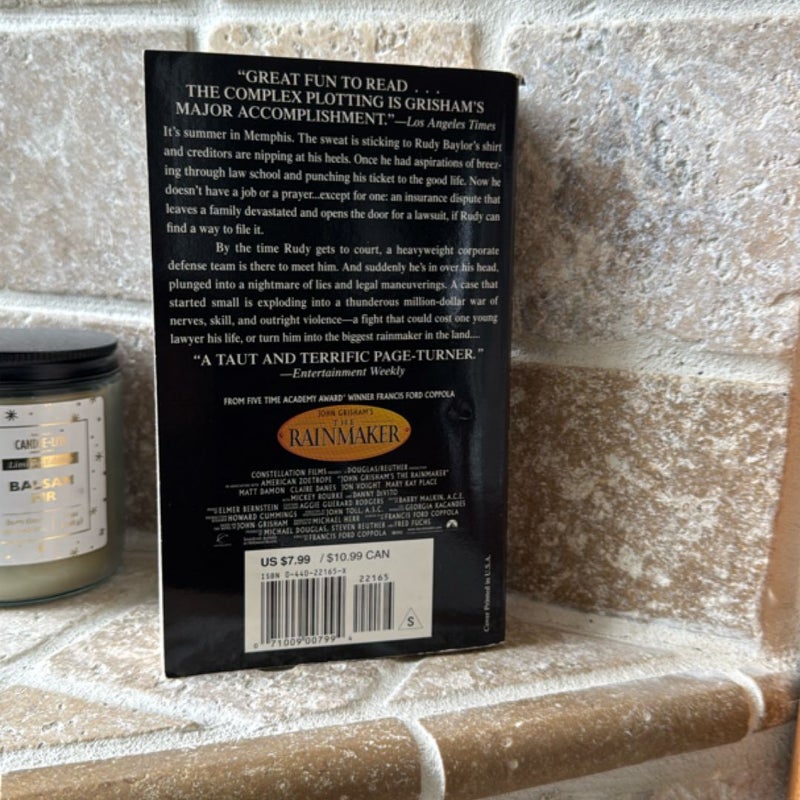 “GREAT FUN TO READ . . .
THE COMPLEX PLOTTING IS GRISHAM'S
MAJOR ACCOMPLISHMENT.”—Los Angeles Times
It's summer in Memphis. The sweat is sticking to Rudy Baylor's shirt
and creditors are nipping at his heels. Once he had aspirations of breez-
ing through law school and punching his ticket to the good life. Now he
doesn't have a job or a prayer...except for one: an insurance dispute that
leaves a family devastated and opens the door for a lawsuit, if Rudy can
find a way to file it.
By the time Rudy gets to court, a heavyweight corporate
defense team is there to meet him. And suddenly he's in over his head,
plunged into a nightmare of lies and legal maneuverings. A case that
started small is exploding into a thunderous million-dollar war of
nerves, skill, and outright violence—a fight that could cost one young
lawyer his life, or turn him into the biggest rainmaker in the land....
“A TAUT AND TERRIFIC PAGE-TURNER.”
—Entertainment Weekly
FROM FIVE TIME ACADEMY AWARD® WINNER FRANCIS FORD COPPOLA
JOHN GRISHAM'S
THE
RAINMAKER
CONSTELLATION FILMS DOUGLAS/REUTHER
AMERICAN ZOETROPE "JOHN GRISHAM'S THE RAINMAKER"
MATT DAMON CLAIRE DANES JON VOIGHT MARY KAY PLACE
MICKEY ROURKE AND DANNY DEVITO
ELMER BERNSTEIN AGGIE GUERARD RODGERS BARRY MALKIN, A.C.E.
HOWARD CUMMINGS JOHN TOLL, A.S.C. GEORGIA KACANDES
JOHN GRISHAM MICHAEL HERR FRANCIS FORD COPPOLA
MICHAEL DOUGLAS, STEVEN REUTHER AND FRED FUCHS
FRANCIS FORD COPPOLA
US $7.99 / $10.99 CAN
ISBN 0-440-22165-X
22165
0 71009 00799 4
S
Cover Printed in U.S.A.
CANDLE-LITE
BALSAM
FIR